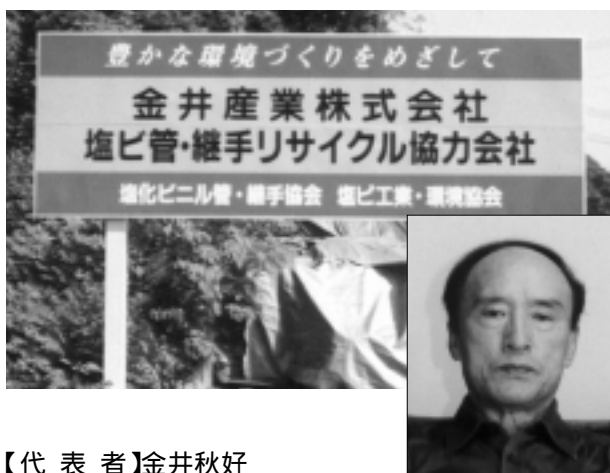 豊かな環境づくりをめざして
金井産業株式会社
塩ビ管・継手リサイクル協力会社
塩化ビニル管・継手協会 塩ビ工業・環境協会
【代 表 者】金井秋好